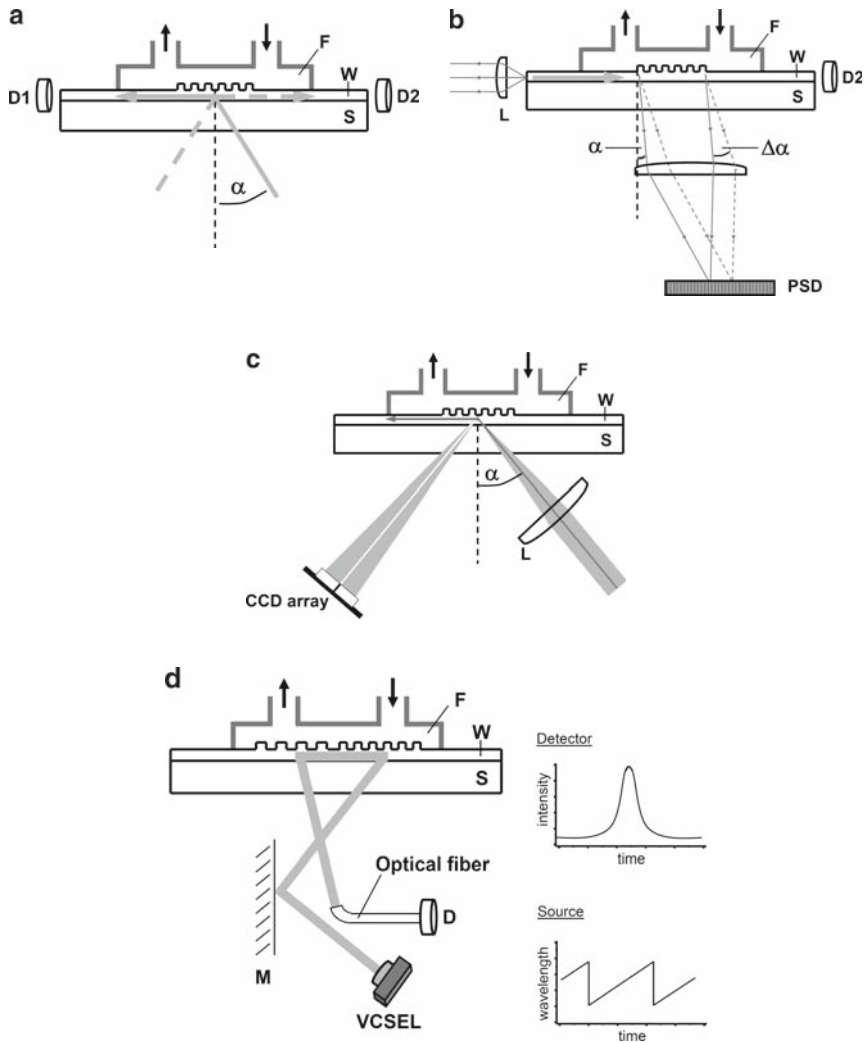 a
F
W
D1
D2
S
α
b
F
W
D2
L
S
α
Δα
PSD
c
F
W
S
α
L
CCD array
d
F
W
S
Optical fiber
D
M
VCSEL
Detector
intensity
time
Source
wavelength
time